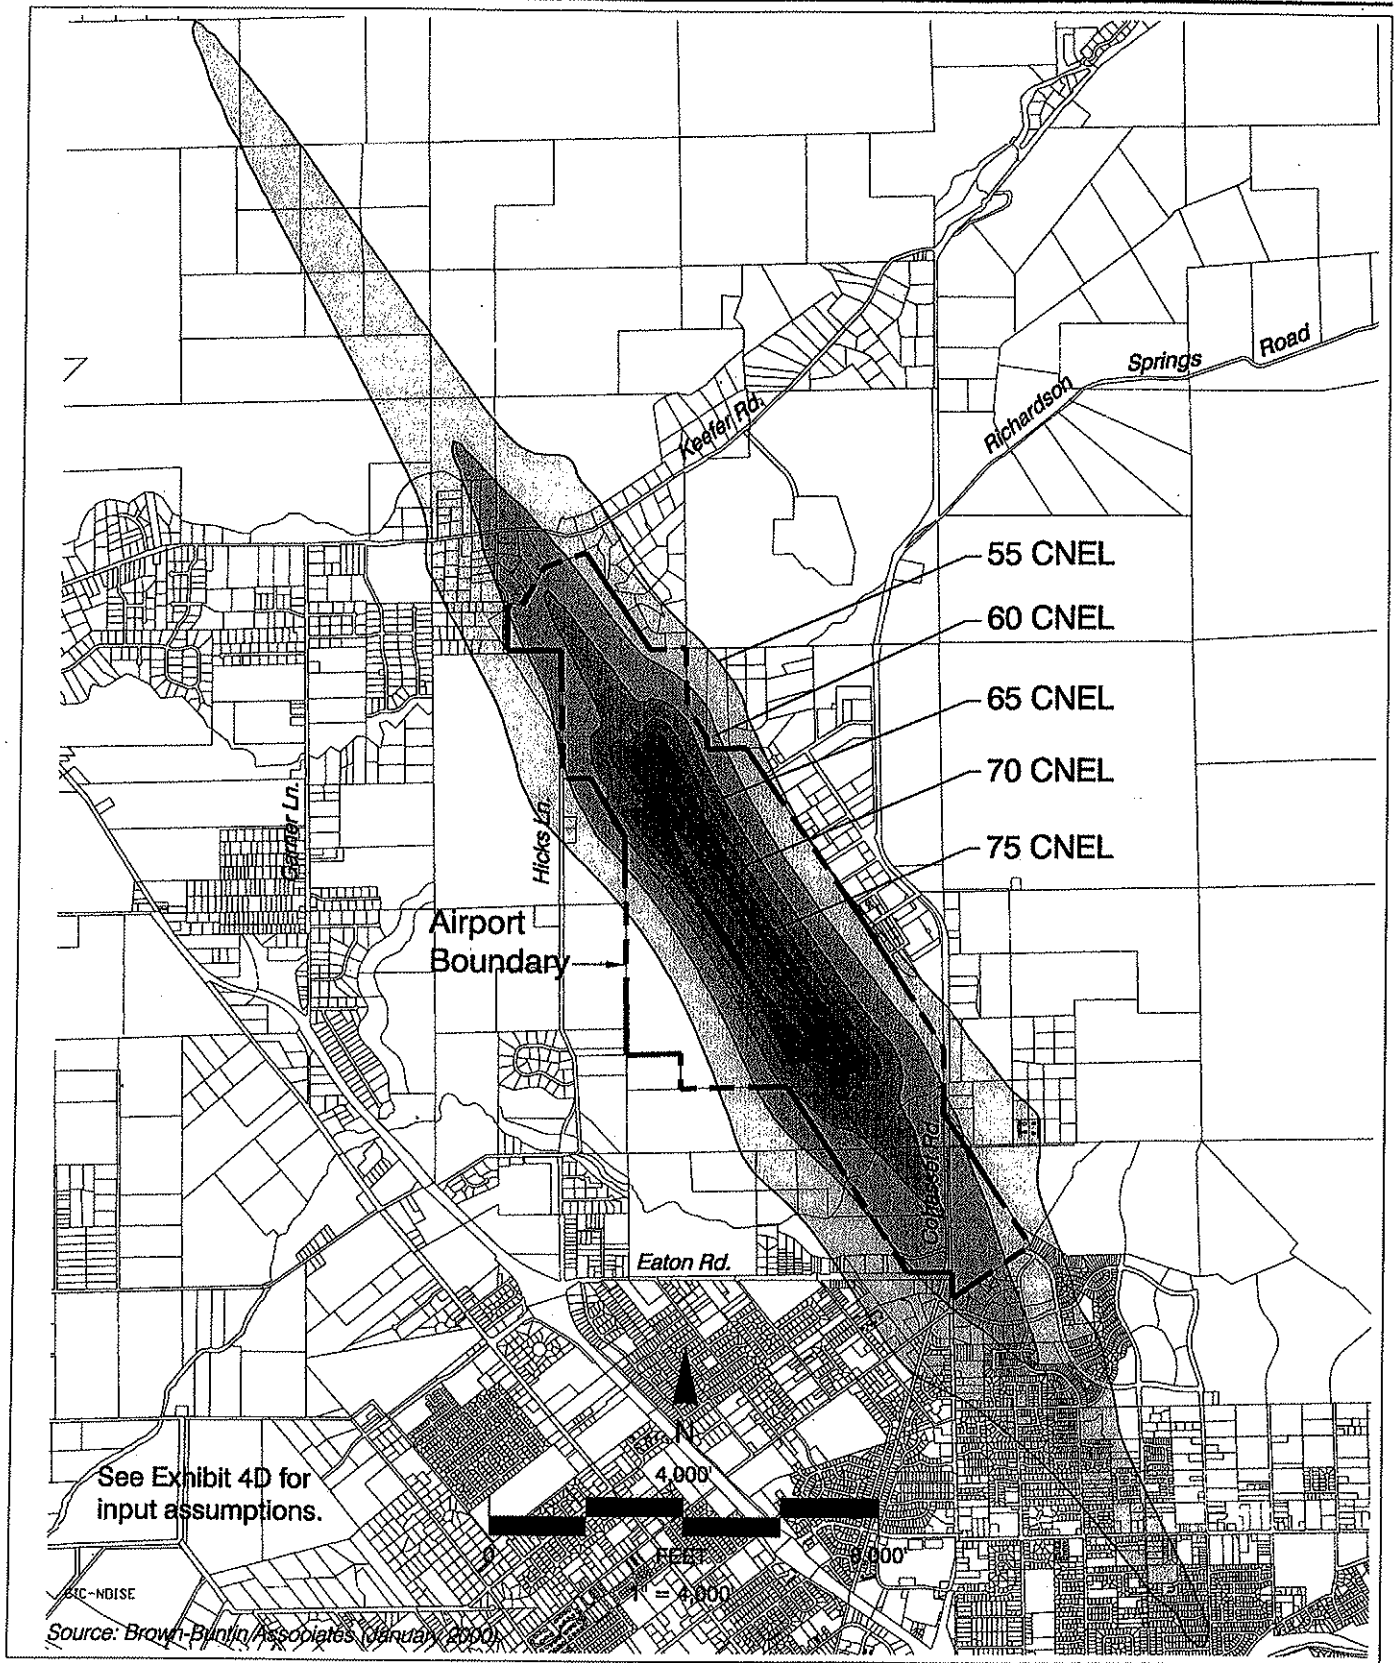 Keefer Rd.
Richardson Springs Road
55 CNEL
60 CNEL
65 CNEL
70 CNEL
75 CNEL
Garner Ln.
Hicks Ln.
Airport
Boundary
Cohasset Rd.
Eaton Rd.
N
See Exhibit 4D for
input assumptions.
4,000'
0
FEET
8,000'
1" = 4,000'
CIC-NOISE
Source: Brown-Buntin Associates (January 2000)